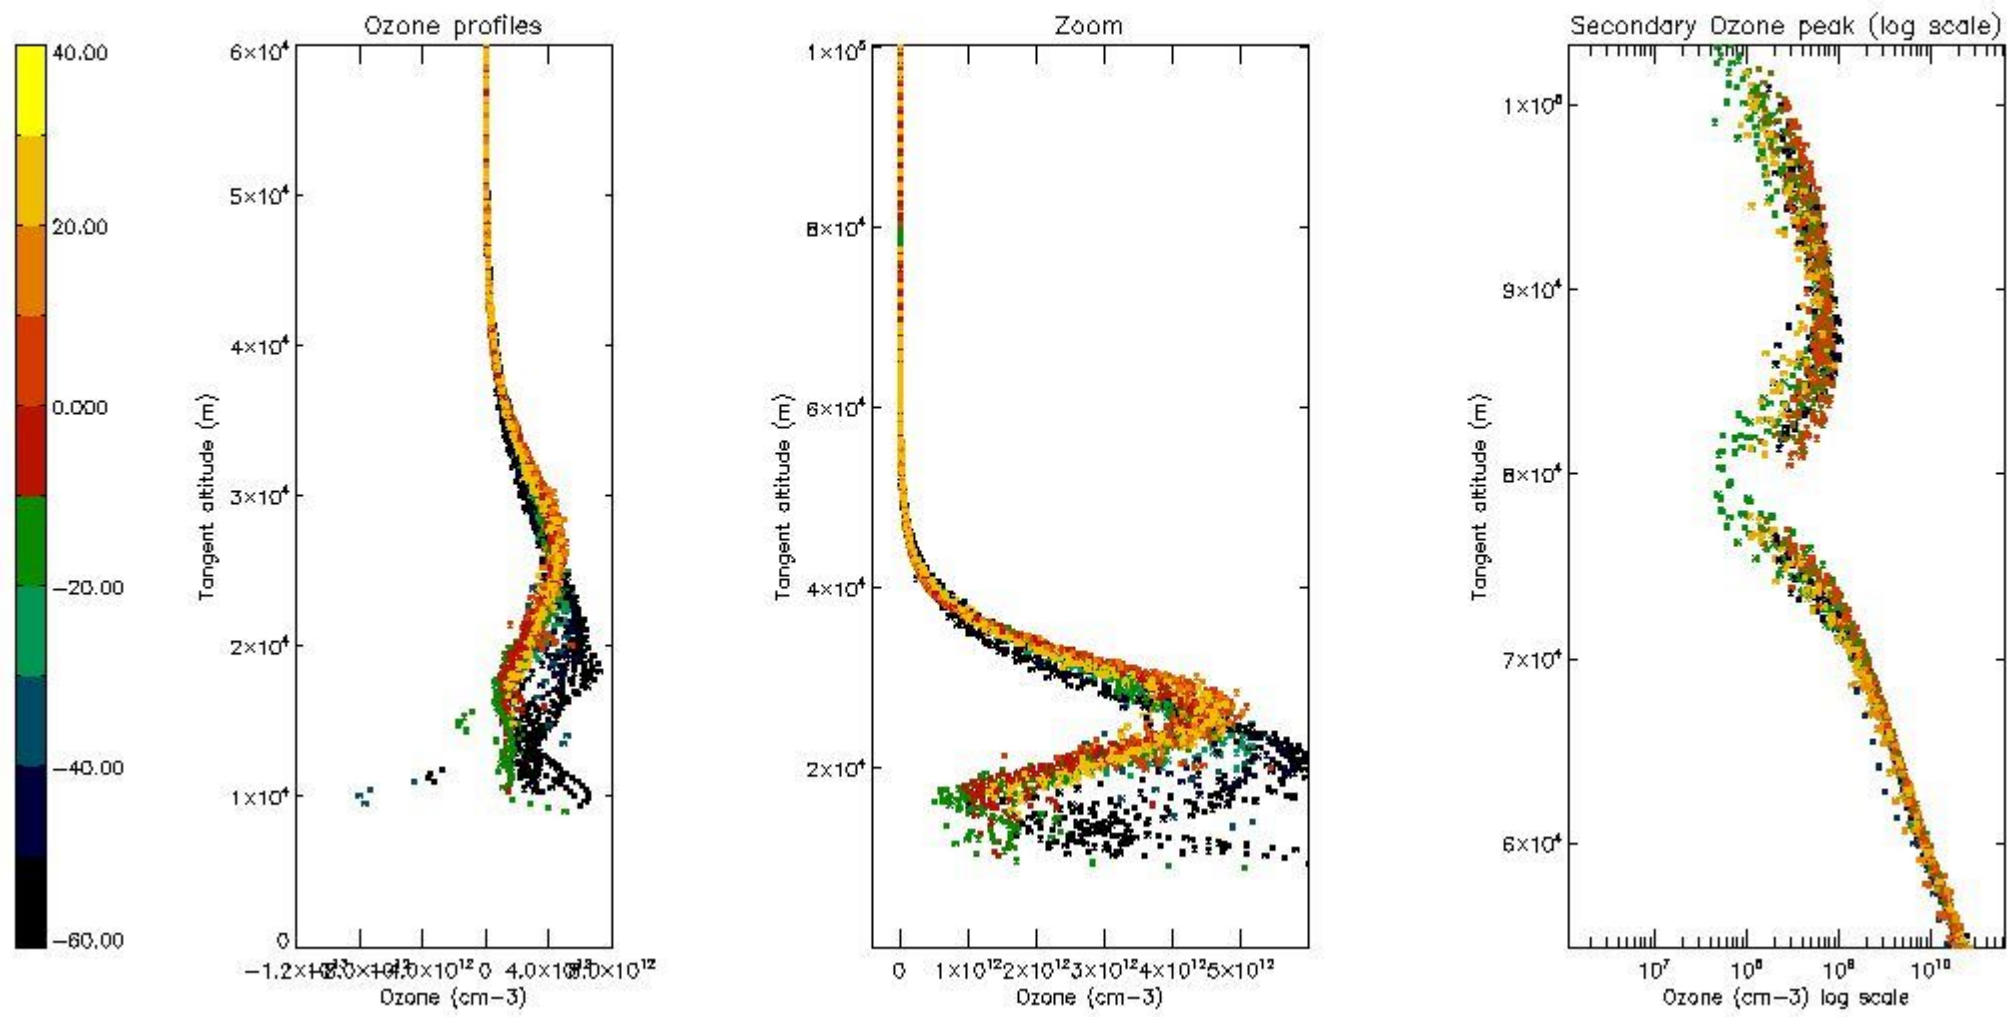 Ozone profiles
Zoom
Secondary Ozone peak (log scale)
40.00
20.00
0.000
−20.00
−40.00
−60.00
Tangent altitude (m)
6×10⁴
5×10⁴
4×10⁴
3×10⁴
2×10⁴
1×10⁴
0
0
Ozone (cm−3)
Tangent altitude (m)
1×10⁵
8×10⁴
6×10⁴
4×10⁴
2×10⁴
0 1×10¹² 2×10¹² 3×10¹² 4×10¹² 5×10¹²
Ozone (cm−3)
Tangent altitude (m)
1×10⁵
9×10⁴
8×10⁴
7×10⁴
6×10⁴
10⁷ 10⁸ 10⁹ 10¹⁰
Ozone (cm−3) log scale